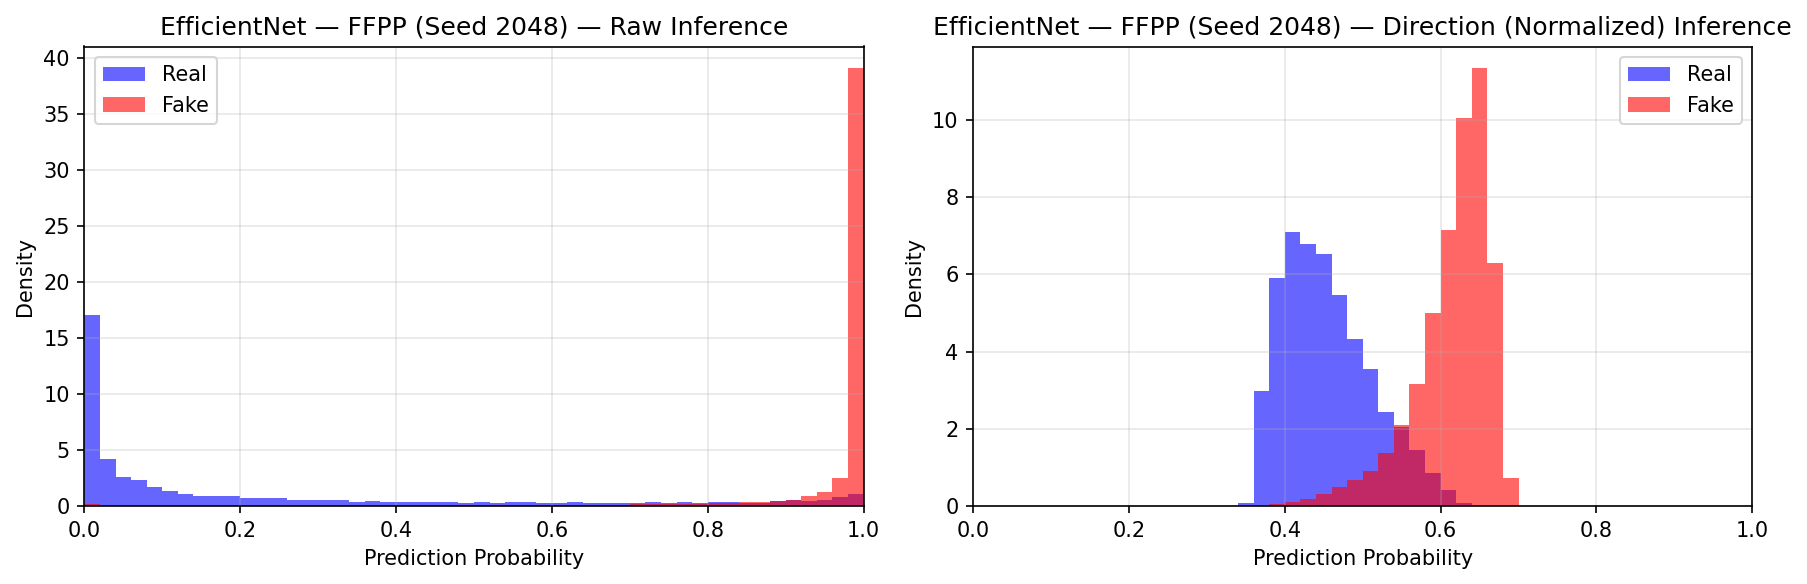 EfficientNet — FFPP (Seed 2048) — Raw Inference
40
35
30
25
20
15
10
5
0
Density
Real
Fake
0.0 0.2 0.4 0.6 0.8 1.0
Prediction Probability
EfficientNet — FFPP (Seed 2048) — Direction (Normalized) Inference
10
8
6
4
2
0
Density
Real
Fake
0.0 0.2 0.4 0.6 0.8 1.0
Prediction Probability